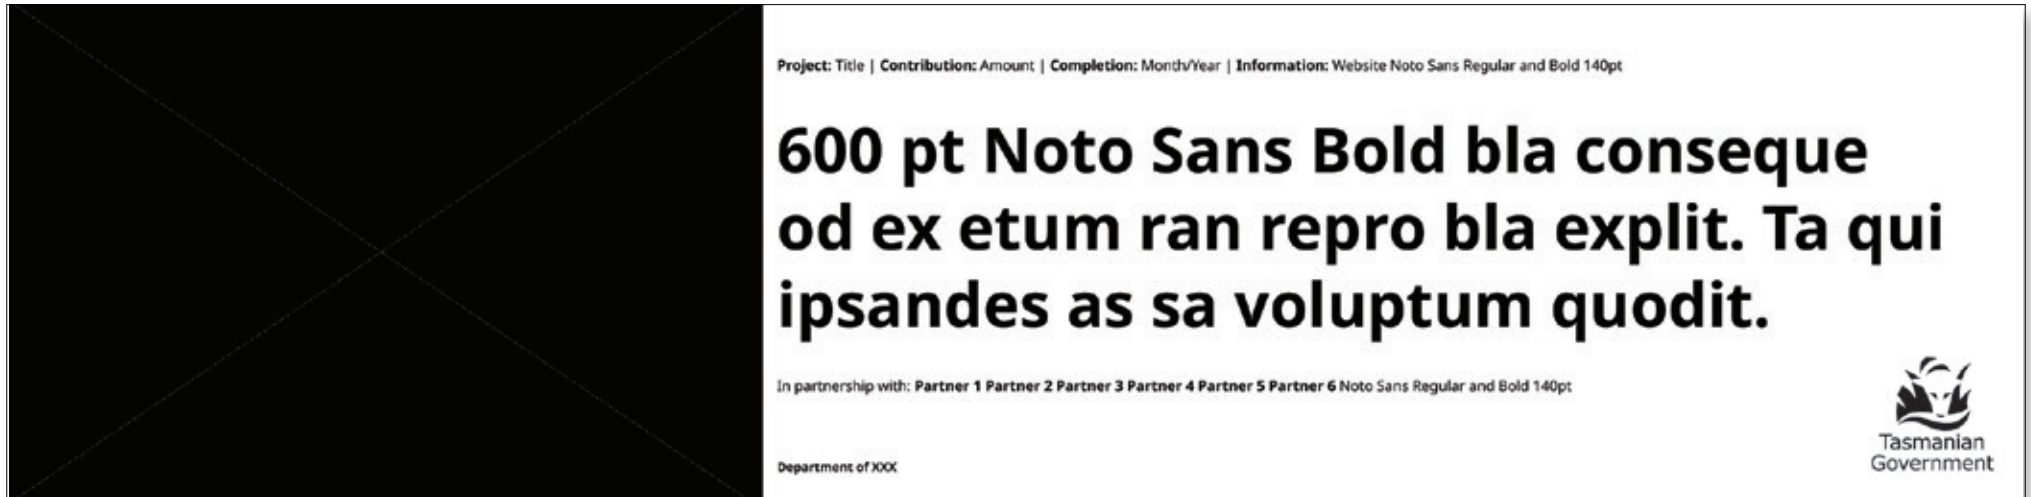 Project: Title | Contribution: Amount | Completion: Month/Year | Information: Website Noto Sans Regular and Bold 140pt
600 pt Noto Sans Bold bla conseque
od ex etum ran repro bla explit. Ta qui
ipsandes as sa voluptum quodit.
In partnership with: Partner 1 Partner 2 Partner 3 Partner 4 Partner 5 Partner 6 Noto Sans Regular and Bold 140pt
Department of XXX
Tasmanian
Government